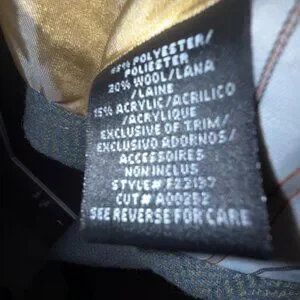 65% POLYESTER/
POLIESTER
20% WOOL/LANA
/LAINE
15% ACRYLIC/ACRILICO
/ACRYLIQUE
EXCLUSIVE OF TRIM/
EXCLUSIVO ADORNOS/
ACCESSOIRES
NON INCLUS
STYLE# F22137
CUT# A00252
SEE REVERSE FOR CARE